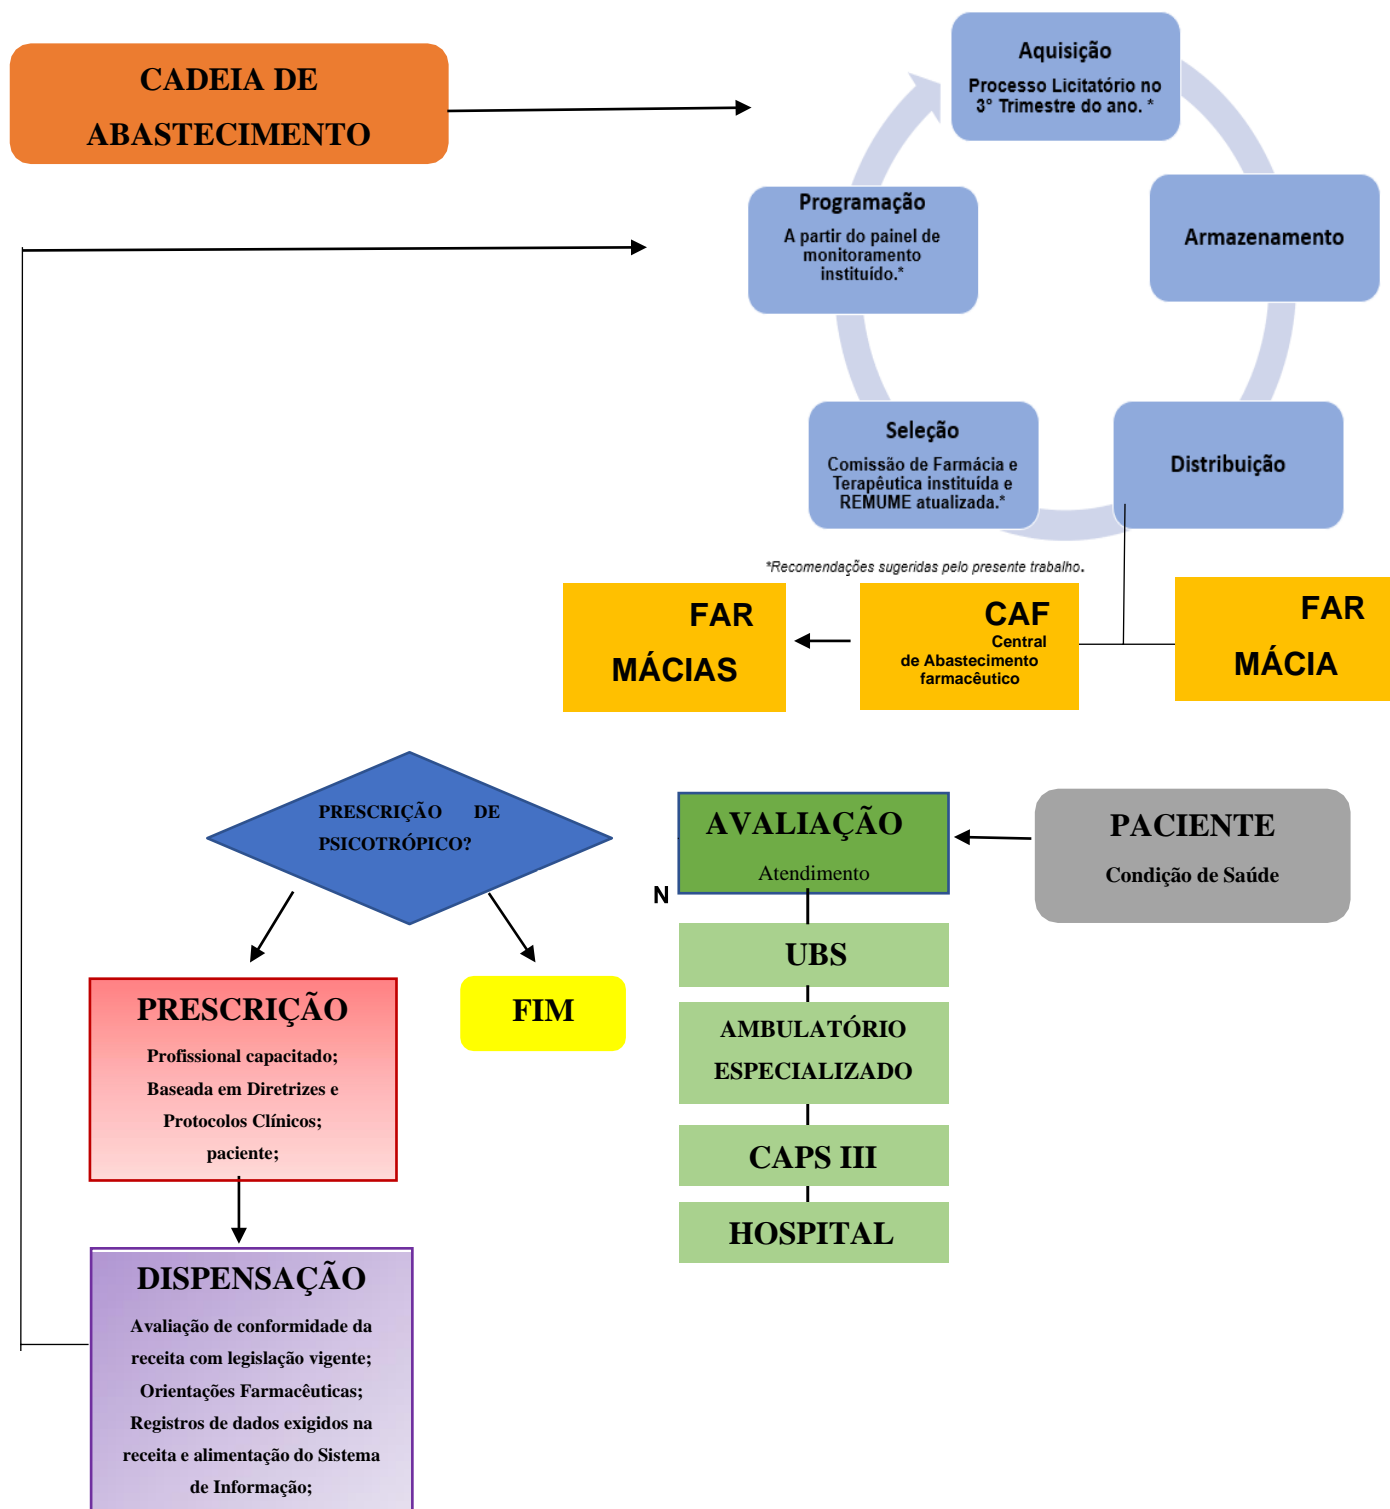 CADEIA DE
ABASTECIMENTO
Aquisição
Processo Licitatório no
3° Trimestre do ano. *
Programação
A partir do painel de
monitoramento
instituído.*
Armazenamento
Seleção
Comissão de Farmácia e
Terapêutica instituída e
REMUME atualizada.*
Distribuição
*Recomendações sugeridas pelo presente trabalho.
FAR
MÁCIAS
CAF
Central
de Abastecimento
farmacêutico
FAR
MÁCIA
PRESCRIÇÃO DE
PSICOTRÓPICO?
N
AVALIAÇÃO
Atendimento
PACIENTE
Condição de Saúde
UBS
AMBULATÓRIO
ESPECIALIZADO
CAPS III
HOSPITAL
PRESCRIÇÃO
Profissional capacitado;
Baseada em Diretrizes e
Protocolos Clínicos;
paciente;
FIM
DISPENSAÇÃO
Avaliação de conformidade da
receita com legislação vigente;
Orientações Farmacêuticas;
Registros de dados exigidos na
receita e alimentação do Sistema
de Informação;